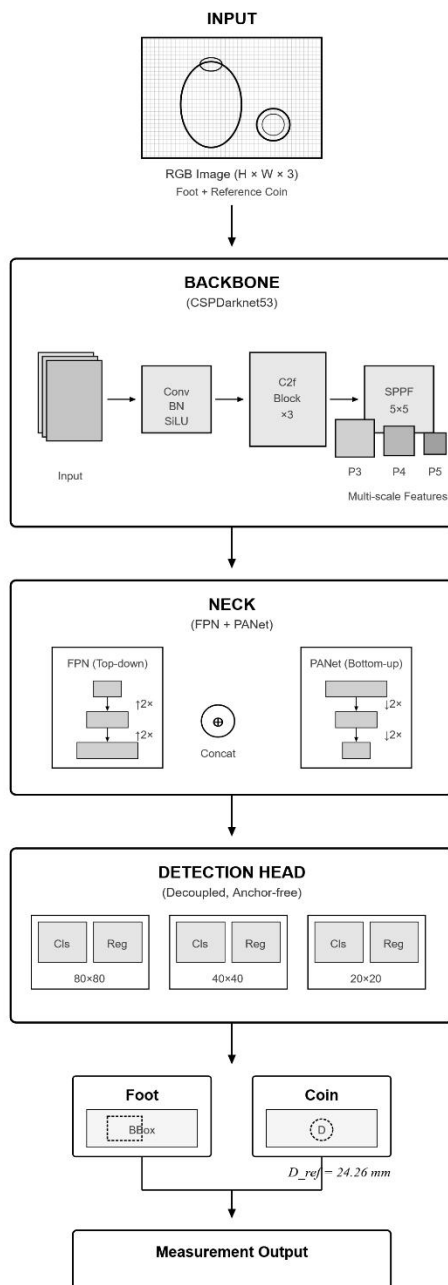 INPUT
RGB Image (H × W × 3)
Foot + Reference Coin
BACKBONE
(CSPDarknet53)
Input
Conv
BN
SiLU
C2f
Block
×3
SPPF
5×5
P3 P4 P5
Multi-scale Features
NECK
(FPN + PANet)
FPN (Top-down)
↑2×
↑2×
⊕
Concat
PANet (Bottom-up)
↓2×
↓2×
DETECTION HEAD
(Decoupled, Anchor-free)
Cls Reg
80×80
Cls Reg
40×40
Cls Reg
20×20
Foot
BBox
Coin
D
D_ref = 24.26 mm
Measurement Output